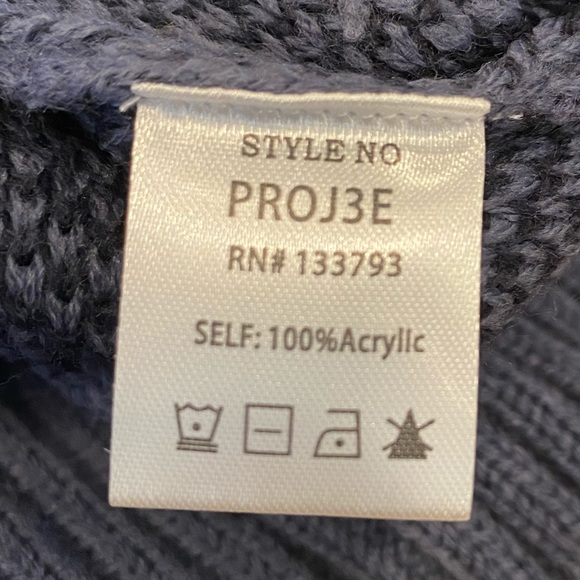 STYLE NO
PROJ3E
RN# 133793
SELF: 100%Acrylic